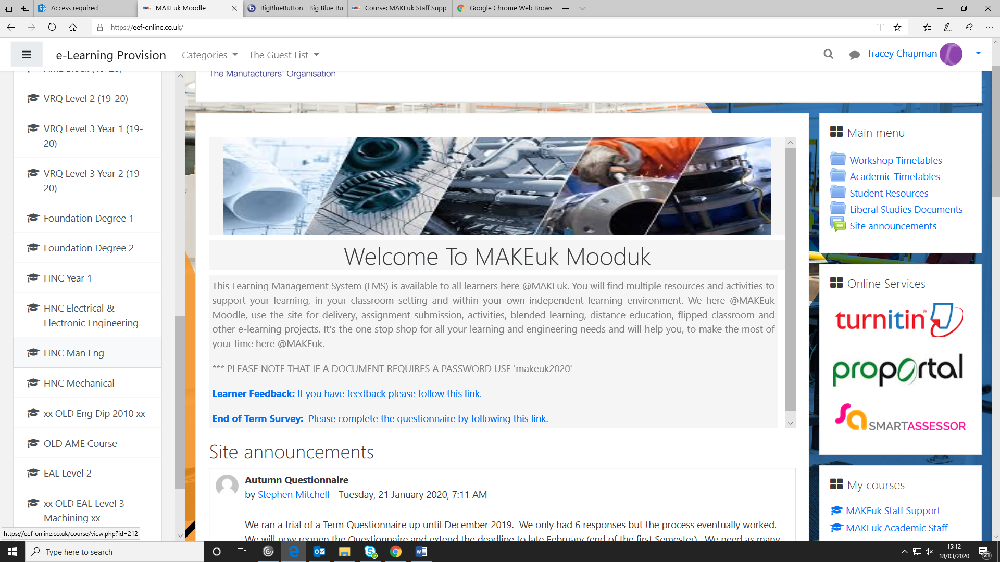 Access required
MAKEuk Moodle
BigBlueButton - Big Blue Bu
Course: MAKEuk Staff Supp
Google Chrome Web Brows
https://eef-online.co.uk/
e-Learning Provision
Categories
The Guest List
Tracey Chapman
VRQ Level 2 (19-20)
VRQ Level 3 Year 1 (19-
20)
VRQ Level 3 Year 2 (19-
20)
Foundation Degree 1
Foundation Degree 2
HNC Year 1
HNC Electrical &
Electronic Engineering
HNC Man Eng
HNC Mechanical
xx OLD Eng Dip 2010 xx
OLD AME Course
EAL Level 2
xx OLD EAL Level 3
Machining xx
https://eef-online.co.uk/course/view.php?id=212
The Manufacturers' Organisation
Welcome To MAKEuk Mooduk
This Learning Management System (LMS) is available to all learners here @MAKEuk. You will find multiple resources and activities to
support your learning, in your classroom setting and within your own independent learning environment. We here @MAKEuk
Moodle, use the site for delivery, assignment submission, activities, blended learning, distance education, flipped classroom and
other e-learning projects. It's the one stop shop for all your learning and engineering needs and will help you, to make the most of
your time here @MAKEuk.
*** PLEASE NOTE THAT IF A DOCUMENT REQUIRES A PASSWORD USE 'makeuk2020'
Learner Feedback: If you have feedback please follow this link.
End of Term Survey: Please complete the questionnaire by following this link.
Site announcements
Autumn Questionnaire
by Stephen Mitchell - Tuesday, 21 January 2020, 7:11 AM
We ran a trial of a Term Questionnaire up until December 2019. We only had 6 responses but the process eventually worked.
We will now reopen the Questionnaire and extend the deadline to late February (end of the first Semester). We need as many
Main menu
Workshop Timetables
Academic Timetables
Student Resources
Liberal Studies Documents
Site announcements
Online Services
turnitin
proportal
sa SMARTASSESSOR
My courses
MAKEuk Staff Support
MAKEuk Academic Staff
Type here to search
15:12
18/03/2020
21